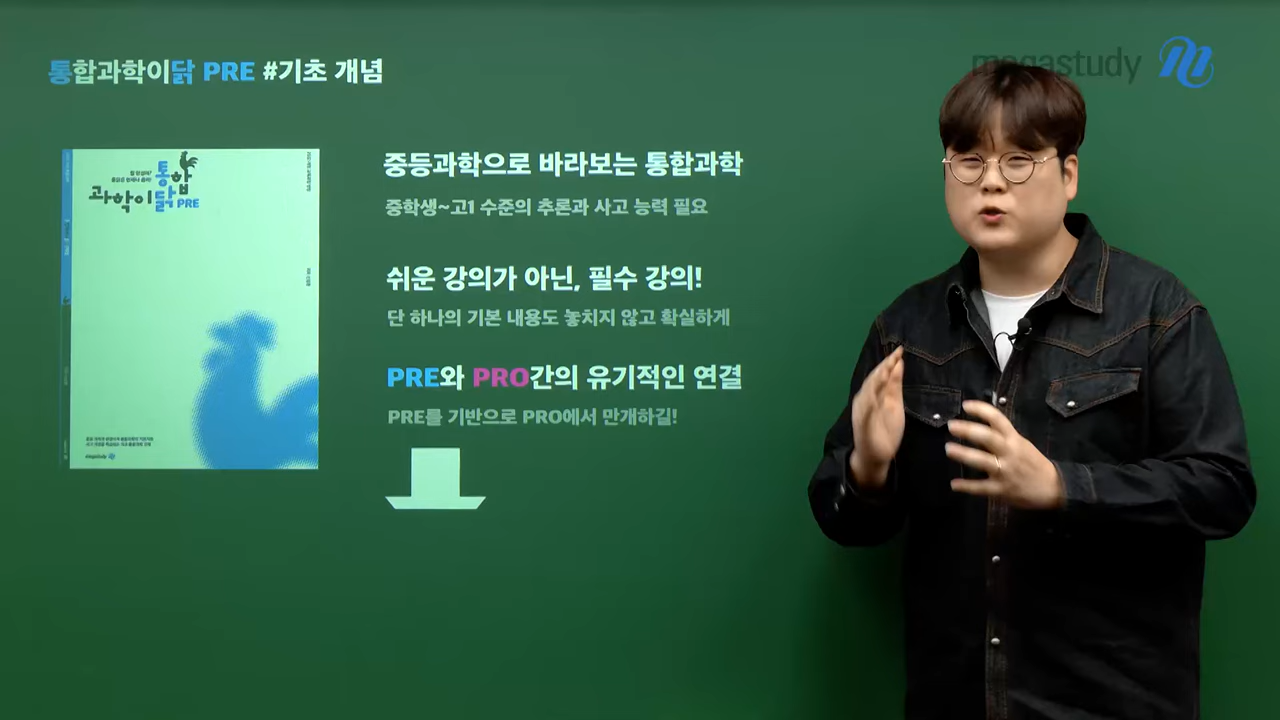 통합과학이닭 PRE #기초 개념
megastudy
통합
과학이닭 PRE
중등과학으로 바라보는 통합과학
중학생~고1 수준의 추론과 사고 능력 필요
쉬운 강의가 아닌, 필수 강의!
단 하나의 기본 내용도 놓치지 않고 확실하게
PRE와 PRO간의 유기적인 연결
PRE를 기반으로 PRO에서 만개하길!
megastudy